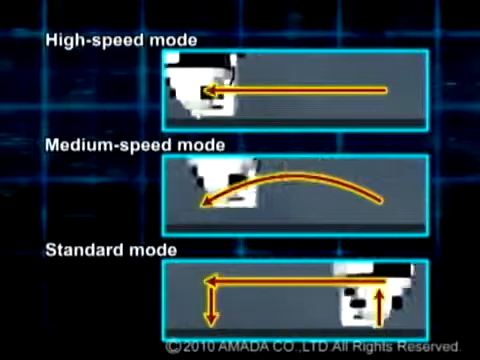 High-speed mode
Medium-speed mode
Standard mode
©2010 AMADA CO.,LTD.All Rights Reserved.